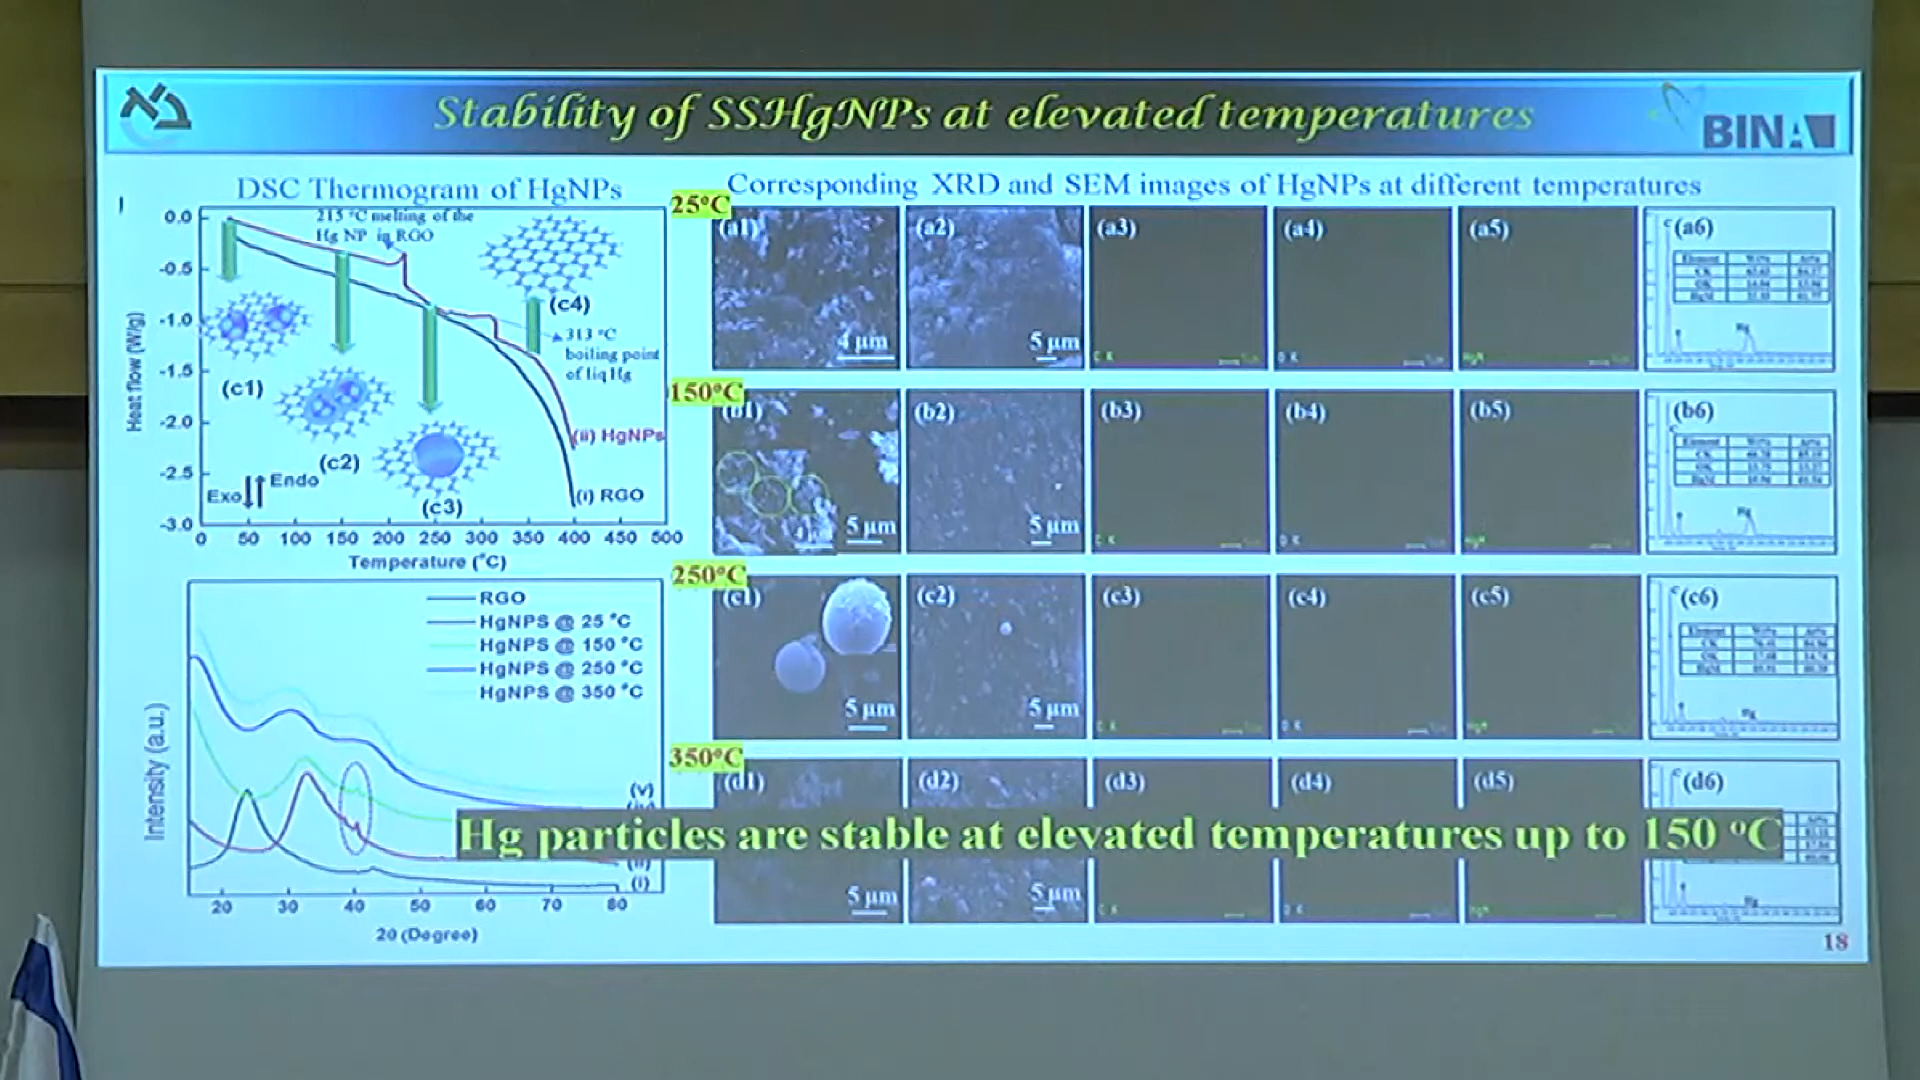 Stability of SSHgNPs at elevated temperatures
BINA
DSC Thermogram of HgNPs
Corresponding XRD and SEM images of HgNPs at different temperatures
215 °C melting of the
Hg NP in RGO
(c4)
313 °C
boiling point
of liq Hg
(c1)
(c2)
(c3)
(ii) HgNPs
(i) RGO
Exo
Endo
Heat flow (W/g)
0.0
-0.5
-1.0
-1.5
-2.0
-2.5
-3.0
0 50 100 150 200 250 300 350 400 450 500
Temperature (°C)
RGO
HgNPS @ 25 °C
HgNPS @ 150 °C
HgNPS @ 250 °C
HgNPS @ 350 °C
Intensity (a.u.)
(v)
(i)
20 30 40 50 60 70 80
2θ (Degree)
25°C
(a1) (a2) (a3) (a4) (a5) (a6)
4 µm 5 µm
Hg
150°C
(b1) (b2) (b3) (b4) (b5) (b6)
5 µm 5 µm
Hg
250°C
(c1) (c2) (c3) (c4) (c5) (c6)
5 µm 5 µm
Hg
350°C
(d1) (d2) (d3) (d4) (d5) (d6)
Hg particles are stable at elevated temperatures up to 150 °C
5 µm 5 µm
Hg
18